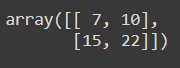 array([[ 7, 10],
       [15, 22]])